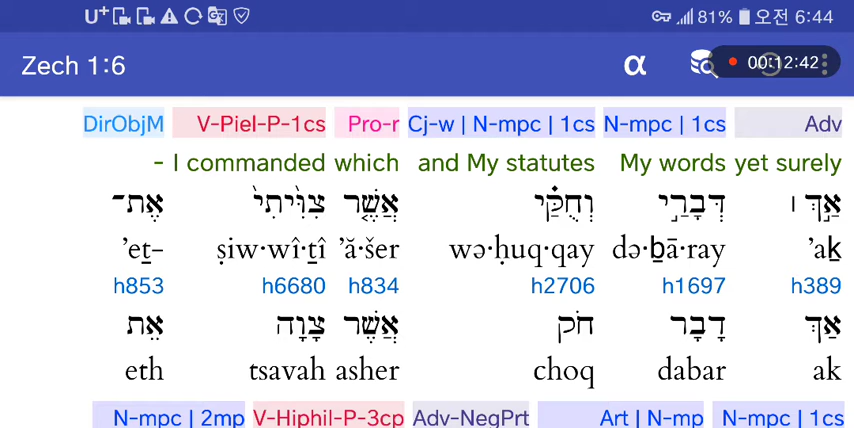 U+ 81% 오전 6:44
Zech 1:6 α 00:12:42
DirObjM V-Piel-P-1cs Pro-r Cj-w | N-mpc | 1cs N-mpc | 1cs Adv
- I commanded which and My statutes My words yet surely
אַ֣ךְ ׀ דְּבָרַ֣י וְחֻקַּ֗י אֲשֶׁ֤ר צִוִּ֙יתִי֙ אֶת־
’eṯ- ṣiw·wî·ṯî ’ă·šer wə·ḥuq·qay də·ḇā·ray ’aḵ
h853 h6680 h834 h2706 h1697 h389
אַךְ דָּבָר חֹק אֲשֶׁר צָוָה אֵת
eth tsavah asher choq dabar ak
N-mpc | 2mp V-Hiphil-P-3cp Adv-NegPrt Art | N-mp N-mpc | 1cs